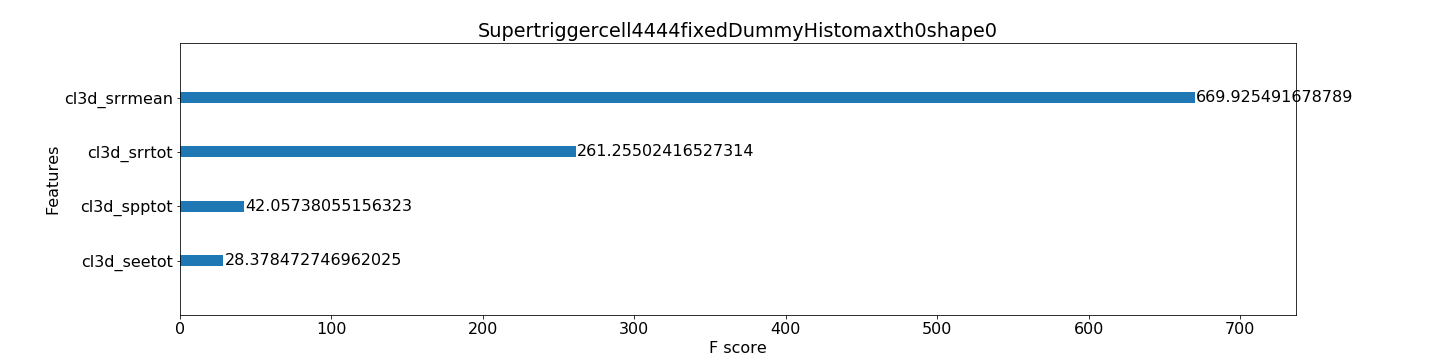 Supertriggercell4444fixedDummyHistomaxth0shape0
cl3d_srrmean 669.925491678789
cl3d_srrtot 261.25502416527314
cl3d_spptot 42.05738055156323
cl3d_seetot 28.378472746962025
Features
0 100 200 300 400 500 600 700
F score